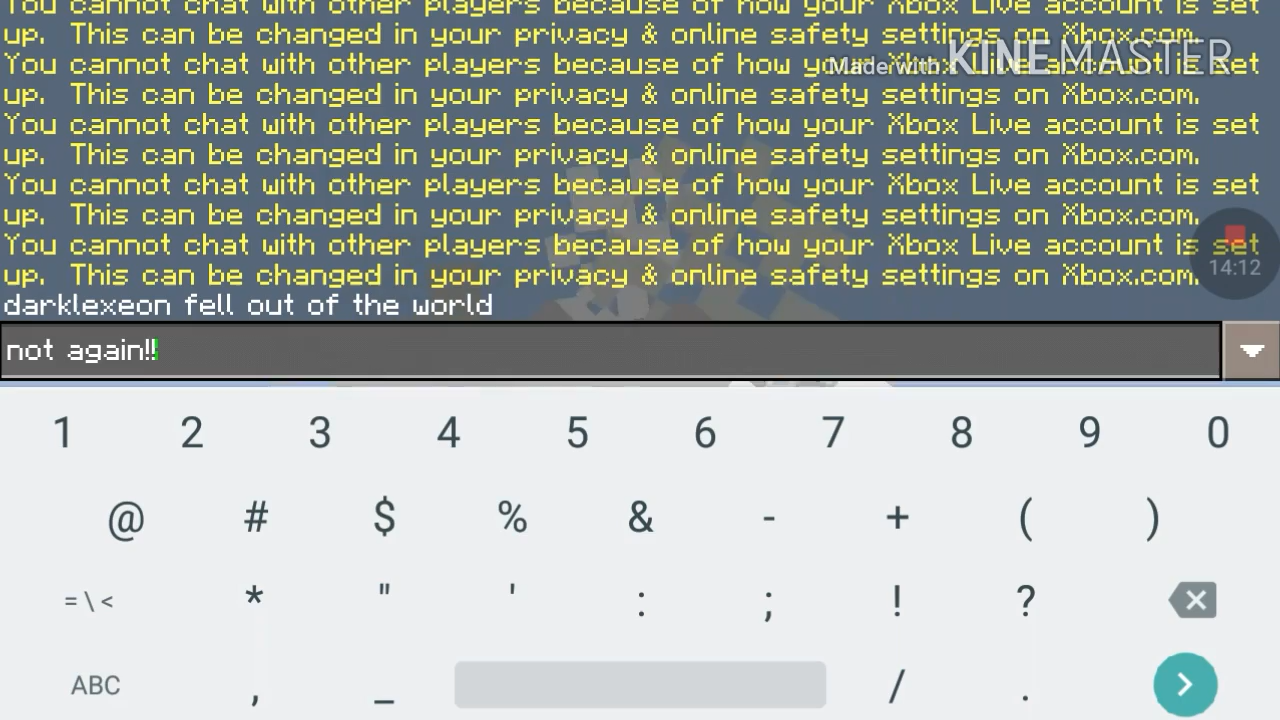 You cannot chat with other players because of how your Xbox Live account is set
up. This can be changed in your privacy & online safety settings on Xbox.com.
You cannot chat with other players because of how your Xbox Live account is set
Made with KINEMASTER
up. This can be changed in your privacy & online safety settings on Xbox.com.
You cannot chat with other players because of how your Xbox Live account is set
up. This can be changed in your privacy & online safety settings on Xbox.com.
You cannot chat with other players because of how your Xbox Live account is set
up. This can be changed in your privacy & online safety settings on Xbox.com.
You cannot chat with other players because of how your Xbox Live account is set
up. This can be changed in your privacy & online safety settings on Xbox.com.
14:12
darklexeon fell out of the world
not again!!
1 2 3 4 5 6 7 8 9 0
@ # $ % & - + ( )
=\< * " ' : ; ! ?
ABC , _ / .